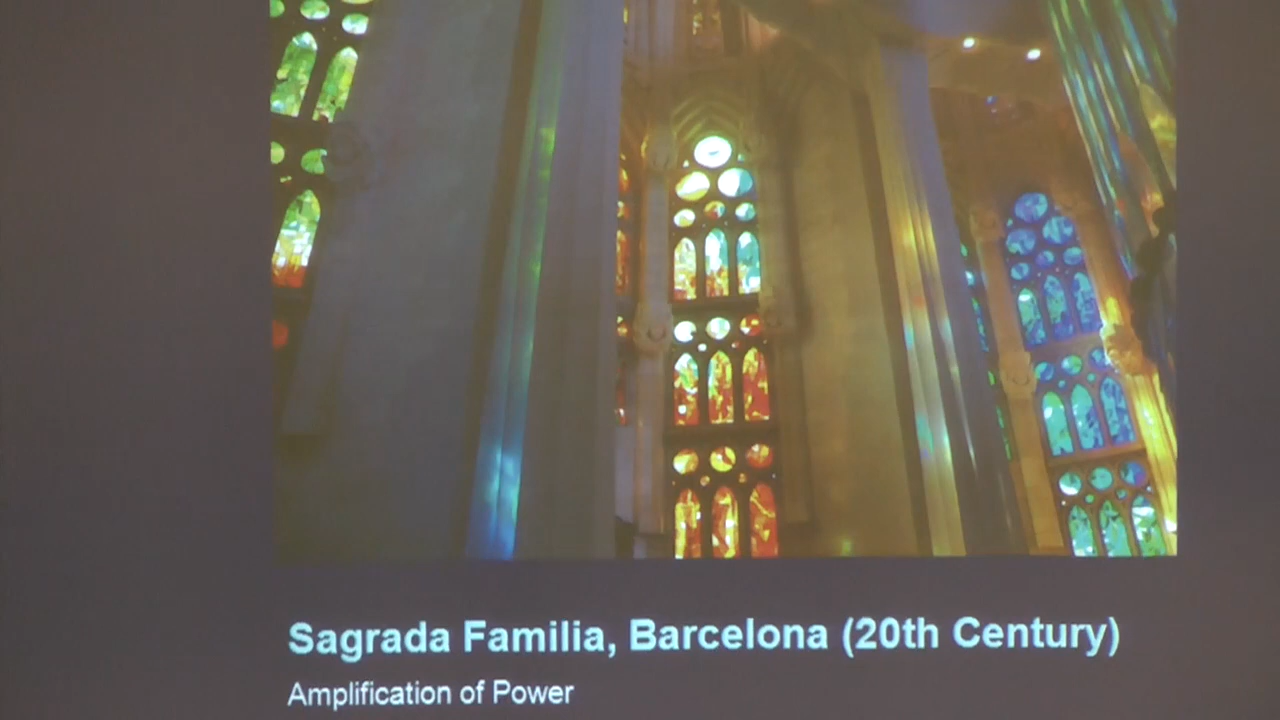 Sagrada Familia, Barcelona (20th Century)
Amplification of Power